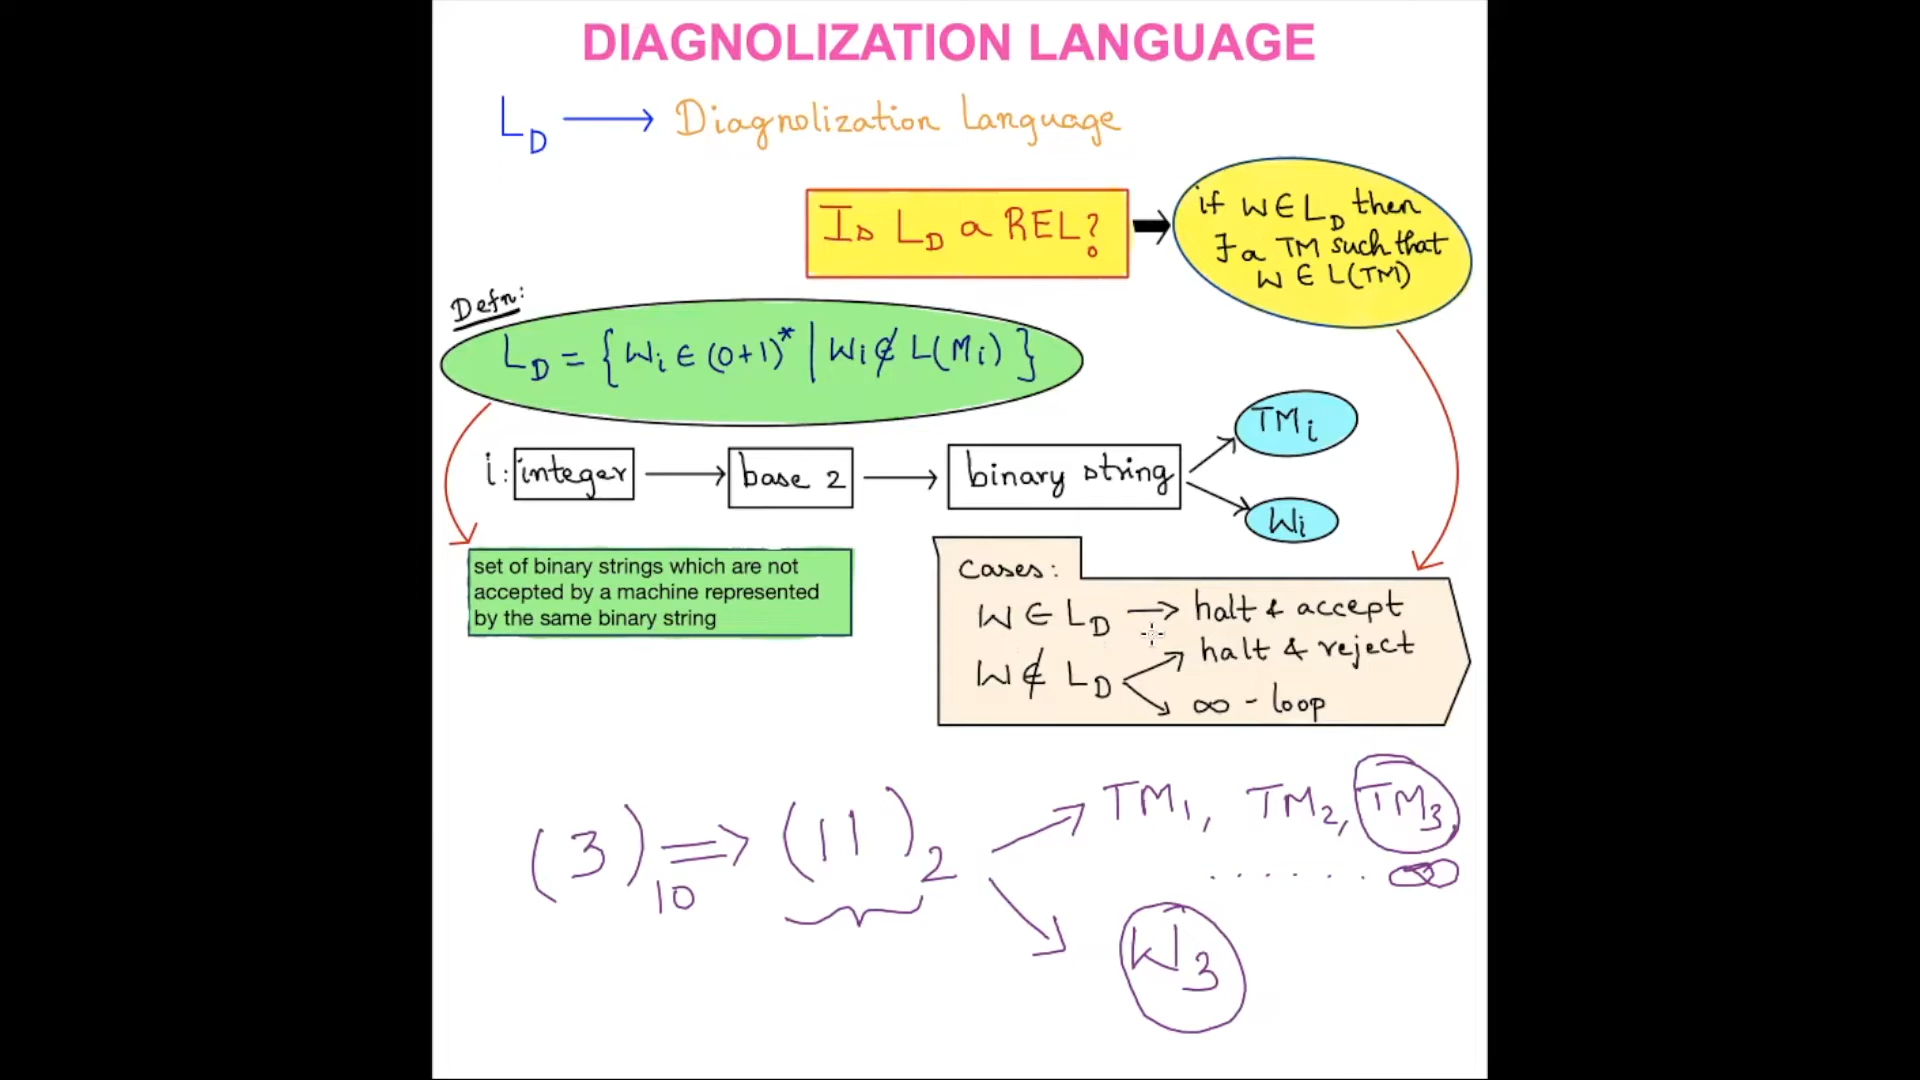 DIAGNOLIZATION LANGUAGE
L_D → Diagnolization Language
Is L_D a REL? → if W ∈ L_D then
∃ a TM such that
W ∈ L(TM)
Defn:
L_D = { W_i ∈ (0+1)* | W_i ∉ L(M_i) }
i: integer → base 2 → binary string
TM_i
W_i
set of binary strings which are not
accepted by a machine represented
by the same binary string
Cases:
W ∈ L_D → halt & accept
W ∉ L_D → halt & reject
∞ - loop
(3)_10 ⇒ (11)_2
TM_1, TM_2, TM_3
. . . . . . ∞
W_3